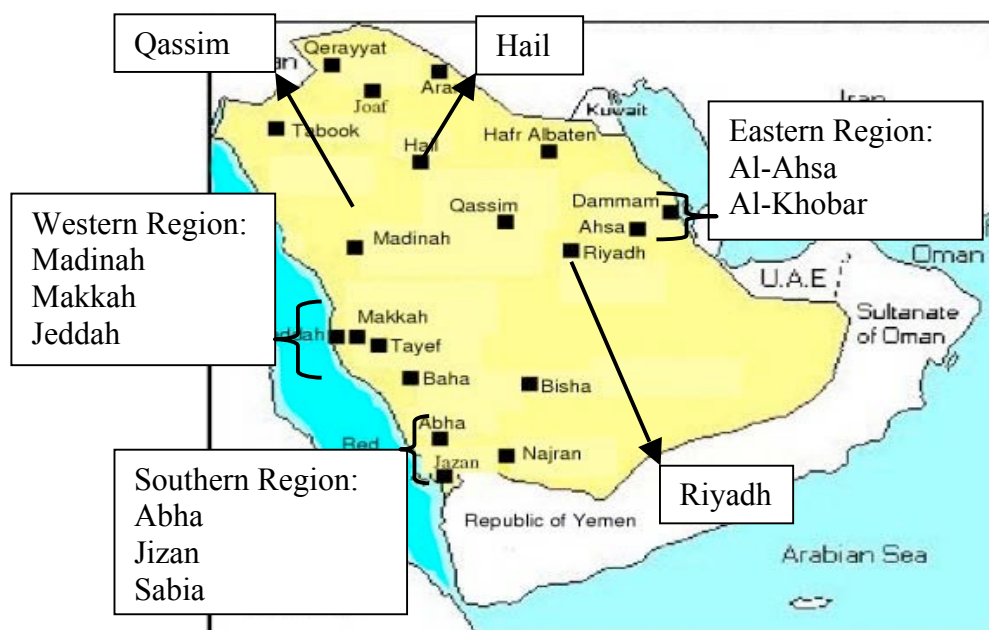 Qassim
Hail
Qerayyat
Ara
Joaf
Kuwait
Iran
Tabook
Hail
Hafr Albaten
Eastern Region:
Al-Ahsa
Al-Khobar
Qassim
Dammam
Ahsa
Riyadh
Western Region:
Madinah
Makkah
Jeddah
Madinah
Oman
U.A.E
Sultanate
of Oman
Makkah
eddah
Tayef
Baha
Bisha
Abha
Red
Jazan
Najran
Southern Region:
Abha
Jizan
Sabia
Riyadh
Republic of Yemen
Arabian Sea